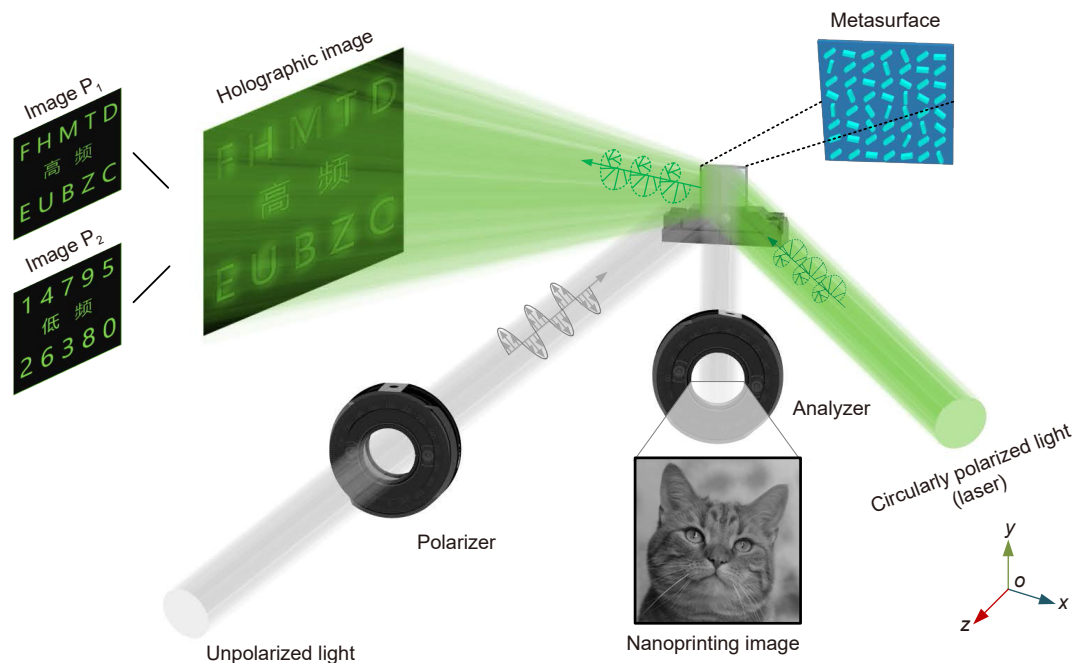 Metasurface
Holographic image
Image P1
FHMTD
高 频
EUBZC
Image P2
14795
低 频
26380
FHMTD
高 频
EUBZC
Analyzer
Polarizer
Circularly polarized light
(laser)
Unpolarized light
Nanoprinting image
y
o
x
z